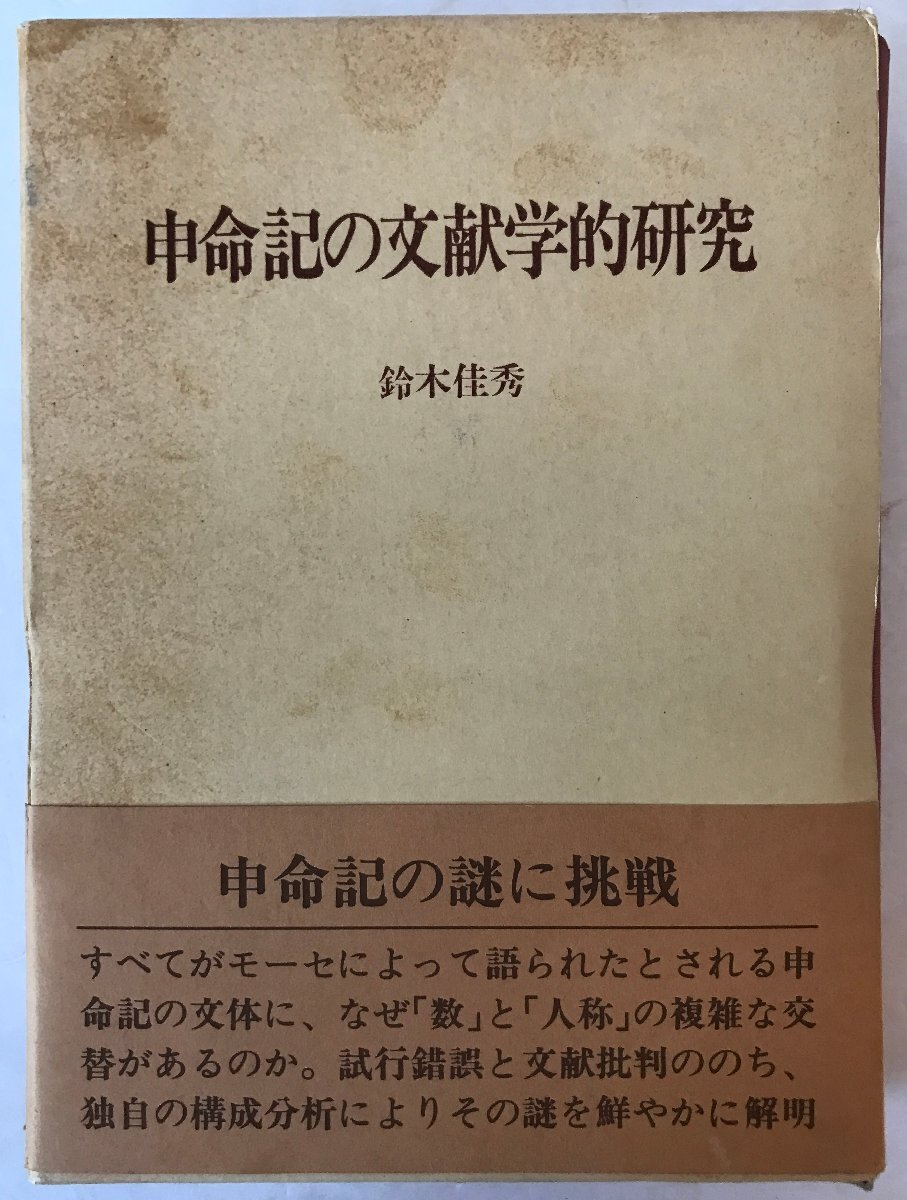 申命記の文献学的研究
鈴木佳秀
申命記の謎に挑戦
すべてがモーセによって語られたとされる申
命記の文体に、なぜ「数」と「人称」の複雑な交
替があるのか。試行錯誤と文献批判ののち、
独自の構成分析によりその謎を鮮やかに解明